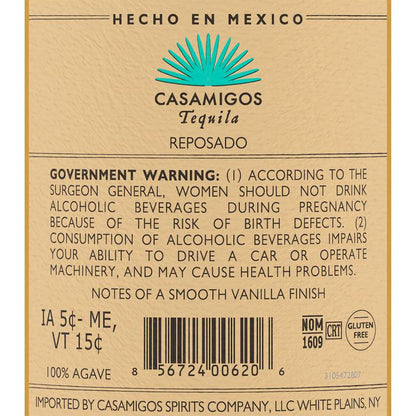 HECHO EN MEXICO
CASAMIGOS
Tequila
REPOSADO
GOVERNMENT WARNING: (1) ACCORDING TO THE
SURGEON GENERAL, WOMEN SHOULD NOT DRINK
ALCOHOLIC BEVERAGES DURING PREGNANCY
BECAUSE OF THE RISK OF BIRTH DEFECTS. (2)
CONSUMPTION OF ALCOHOLIC BEVERAGES IMPAIRS
YOUR ABILITY TO DRIVE A CAR OR OPERATE
MACHINERY, AND MAY CAUSE HEALTH PROBLEMS.
NOTES OF A SMOOTH VANILLA FINISH
IA 5¢- ME,
VT 15¢
100% AGAVE
8 56724 00620 6
NOM
1609
CRT
GLUTEN
FREE
3105472807
IMPORTED BY CASAMIGOS SPIRITS COMPANY, LLC WHITE PLAINS, NY